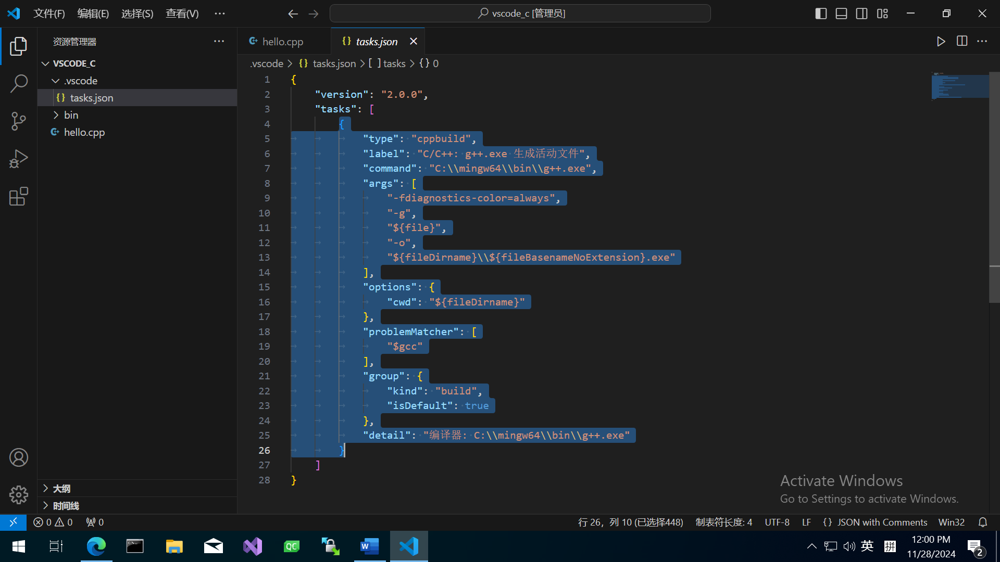 文件(F) 编辑(E) 选择(S) 查看(V) ··· vscode_c [管理员]
资源管理器 ···
VSCODE_C
.vscode
{} tasks.json
bin
hello.cpp
大纲
时间线
hello.cpp {} tasks.json ···
.vscode > {} tasks.json > [ ] tasks > {} 0
1 {
2 "version": "2.0.0",
3 "tasks": [
4 {
5 "type": "cppbuild",
6 "label": "C/C++: g++.exe 生成活动文件",
7 "command": "C:\\mingw64\\bin\\g++.exe",
8 "args": [
9 "-fdiagnostics-color=always",
10 "-g",
11 "${file}",
12 "-o",
13 "${fileDirname}\\${fileBasenameNoExtension}.exe"
14 ],
15 "options": {
16 "cwd": "${fileDirname}"
17 },
18 "problemMatcher": [
19 "$gcc"
20 ],
21 "group": {
22 "kind": "build",
23 "isDefault": true
24 },
25 "detail": "编译器: C:\\mingw64\\bin\\g++.exe"
26 }
27 ]
28 }
Activate Windows
Go to Settings to activate Windows.
0 0 0 行 26，列 10 (已选择448) 制表符长度: 4 UTF-8 LF {} JSON with Comments Win32
QC W 英 拼 12:00 PM
11/28/2024 2